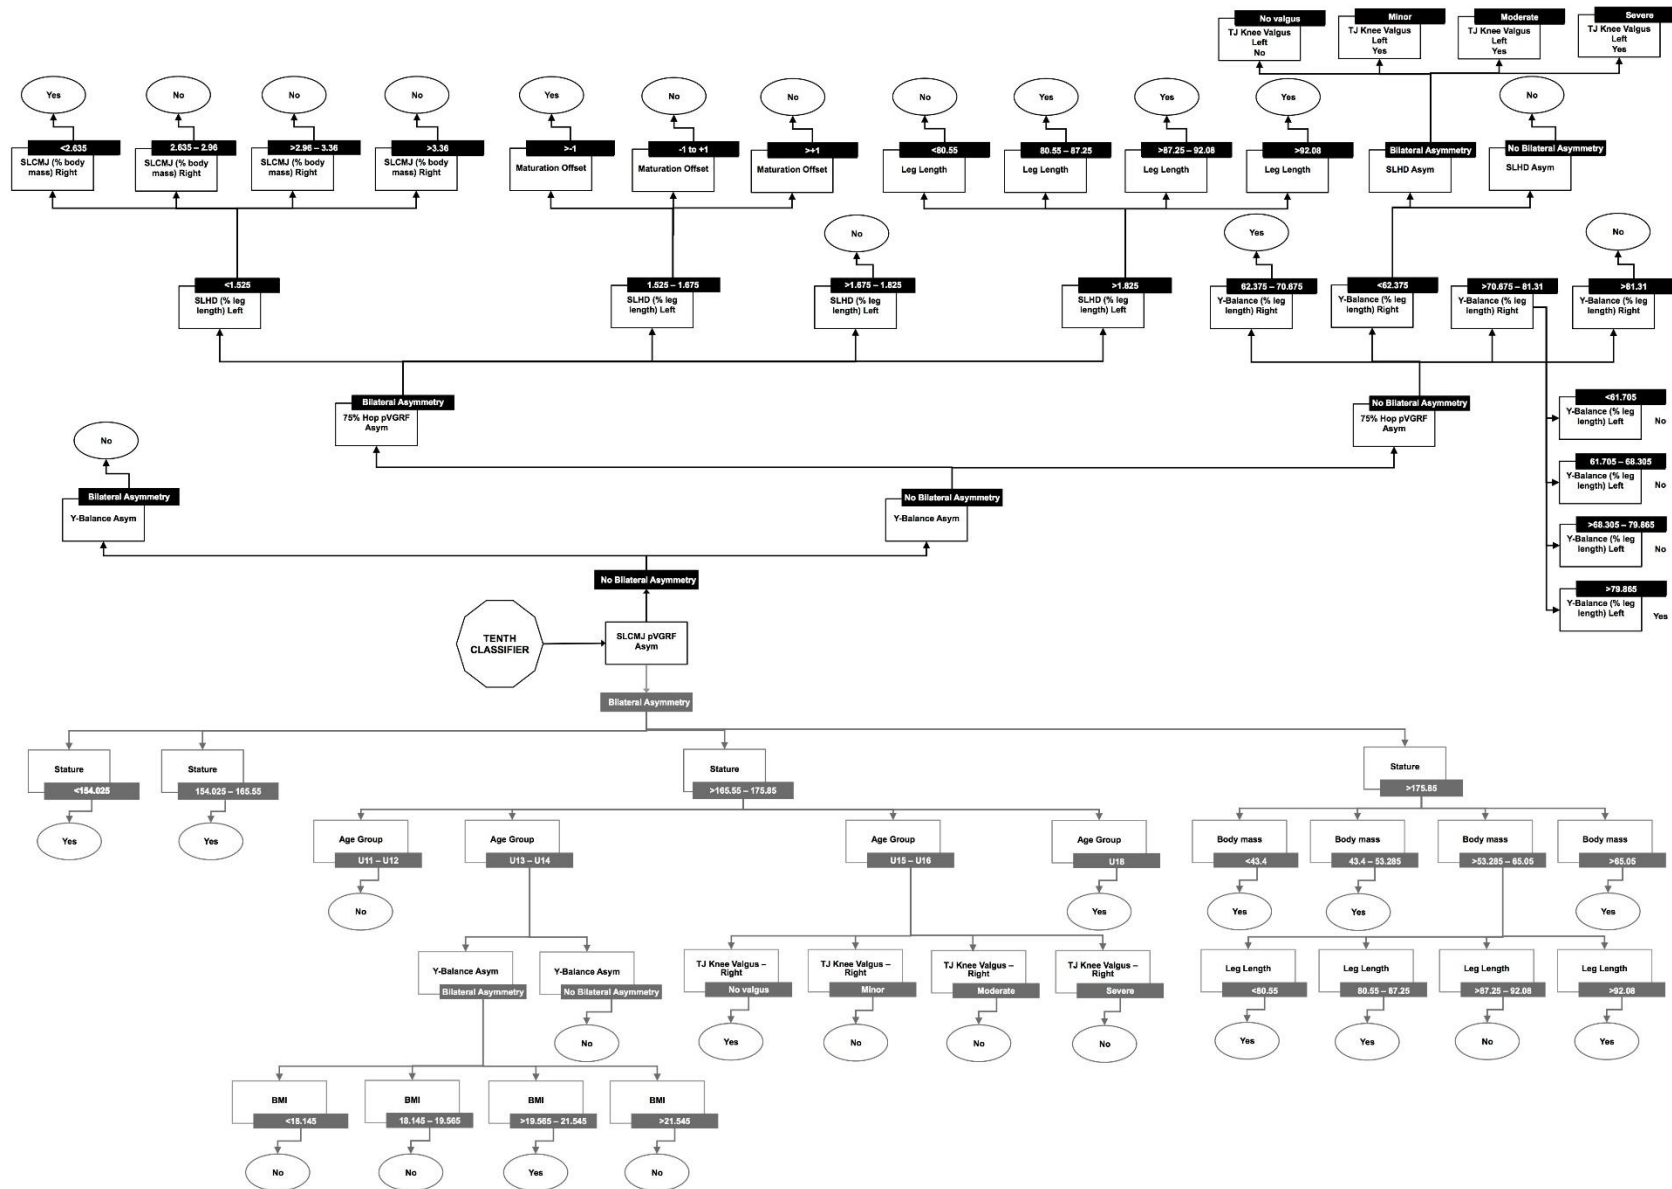 No valgus
Minor
Moderate
Severe
TJ Knee Valgus
Left
No
TJ Knee Valgus
Left
Yes
TJ Knee Valgus
Left
Yes
TJ Knee Valgus
Left
Yes
Yes
No
No
No
Yes
No
No
No
Yes
Yes
Yes
No
<2.635
2.635 – 2.96
>2.96 – 3.36
>3.36
>-1
-1 to +1
>+1
<80.55
80.55 – 87.25
>87.25 – 92.08
>92.08
Bilateral Asymmetry
No Bilateral Asymmetry
SLCMJ (% body
mass) Right
SLCMJ (% body
mass) Right
SLCMJ (% body
mass) Right
SLCMJ (% body
mass) Right
Maturation Offset
Maturation Offset
Maturation Offset
Leg Length
Leg Length
Leg Length
Leg Length
SLHD Asym
SLHD Asym
No
Yes
No
<1.525
1.525 – 1.675
>1.675 – 1.825
>1.825
62.375 – 70.675
<62.375
>70.675 – 81.31
>81.31
SLHD (% leg
length) Left
SLHD (% leg
length) Left
SLHD (% leg
length) Left
SLHD (% leg
length) Left
Y-Balance (% leg
length) Right
Y-Balance (% leg
length) Right
Y-Balance (% leg
length) Right
Y-Balance (% leg
length) Right
Bilateral Asymmetry
75% Hop pVGRF
Asym
No Bilateral Asymmetry
75% Hop pVGRF
Asym
<61.705
Y-Balance (% leg
length) Left
No
61.705 – 68.305
Y-Balance (% leg
length) Left
No
>68.305 – 79.865
Y-Balance (% leg
length) Left
No
>79.865
Y-Balance (% leg
length) Left
Yes
No
Bilateral Asymmetry
Y-Balance Asym
No Bilateral Asymmetry
Y-Balance Asym
No Bilateral Asymmetry
TENTH
CLASSIFIER
SLCMJ pVGRF
Asym
Bilateral Asymmetry
Stature
<154.025
Stature
154.025 – 165.55
Stature
>165.55 – 175.85
Stature
>175.85
Yes
Yes
Age Group
U11 – U12
Age Group
U13 – U14
Age Group
U15 – U16
Age Group
U18
Body mass
<43.4
Body mass
43.4 – 53.285
Body mass
>53.285 – 65.05
Body mass
>65.05
No
Yes
Yes
Yes
Yes
Y-Balance Asym
Bilateral Asymmetry
Y-Balance Asym
No Bilateral Asymmetry
TJ Knee Valgus –
Right
No valgus
TJ Knee Valgus –
Right
Minor
TJ Knee Valgus –
Right
Moderate
TJ Knee Valgus –
Right
Severe
Leg Length
<80.55
Leg Length
80.55 – 87.25
Leg Length
>87.25 – 92.08
Leg Length
>92.08
No
Yes
No
No
No
Yes
Yes
No
Yes
BMI
<18.145
BMI
18.145 – 19.565
BMI
>19.565 – 21.545
BMI
>21.545
No
No
Yes
No